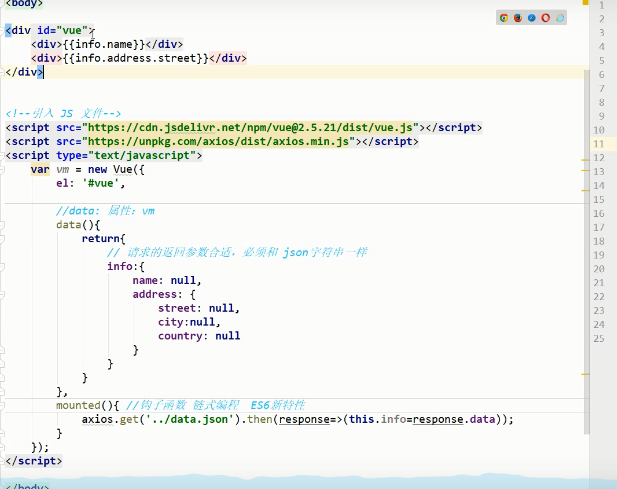 <body>
<div id="vue">
<div>{{info.name}}</div>
<div>{{info.address.street}}</div>
</div>
<!--引入 JS 文件-->
<script src="https://cdn.jsdelivr.net/npm/vue@2.5.21/dist/vue.js"></script>
<script src="https://unpkg.com/axios/dist/axios.min.js"></script>
<script type="text/javascript">
var vm = new Vue({
el: '#vue',
//data: 属性: vm
data(){
return{
// 请求的返回参数合适，必须和 json字符串一样
info:{
name: null,
address: {
street: null,
city:null,
country: null
}
}
}
},
mounted(){ //钩子函数 链式编程 ES6新特性
axios.get('../data.json').then(response=>(this.info=response.data));
}
});
</script>
</body>
1
2
3
4
5
6
7
8
9
10
11
12
13
14
15
16
17
18
19
20
21
22
23
24
25